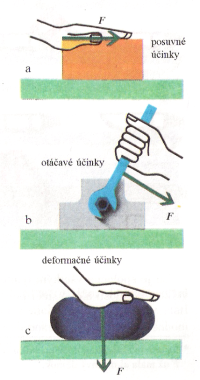 F
posuvné
účinky
a
otáčavé účinky
F
b
deformačné účinky
c
F